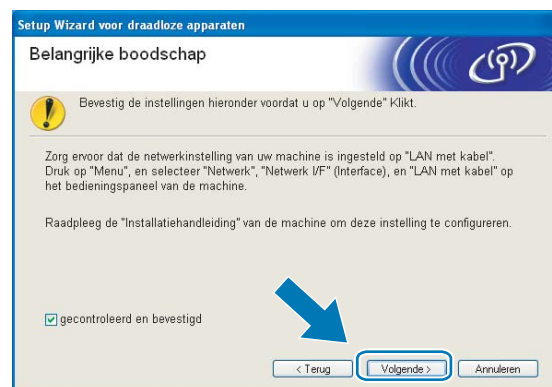 Setup Wizard voor draadloze apparaten
Belangrijke boodschap
Bevestig de instellingen hieronder voordat u op "Volgende" Klikt.
Zorg ervoor dat de netwerkinstelling van uw machine is ingesteld op "LAN met kabel".
Druk op "Menu", en selecteer "Netwerk", "Netwerk I/F" (Interface), en "LAN met kabel" op
het bedieningspaneel van de machine.
Raadpleeg de "Installatiehandleiding" van de machine om deze instelling te configureren.
gecontroleerd en bevestigd
< Terug
Volgende >
Annuleren